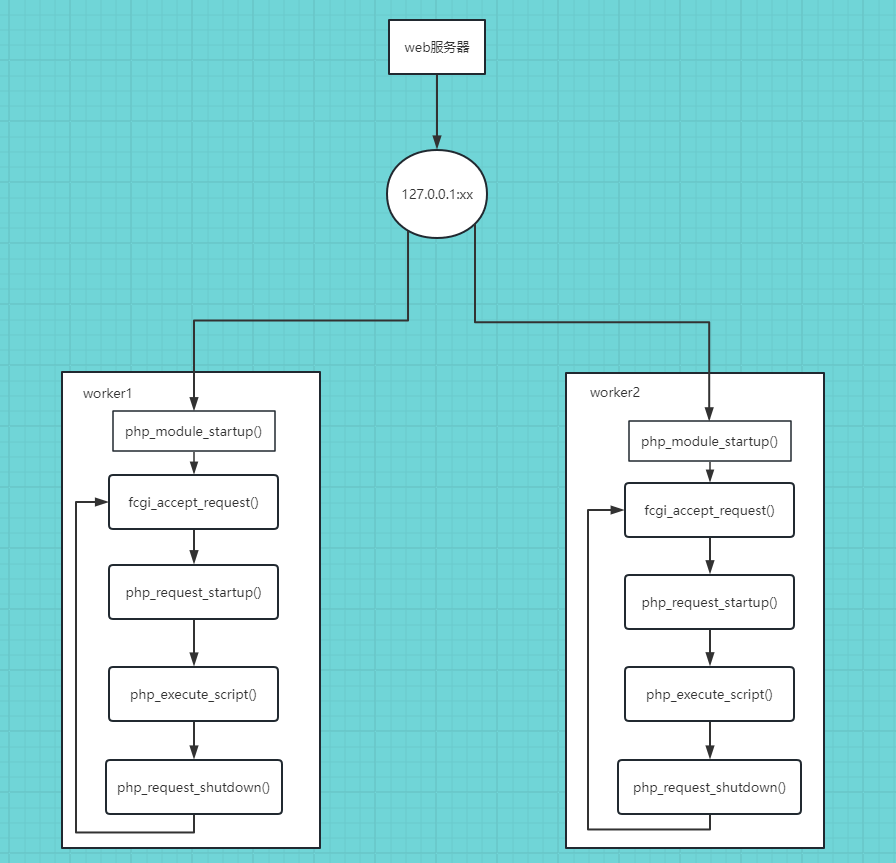 web服务器
127.0.0.1:xx
worker1
php_module_startup()
fcgi_accept_request()
php_request_startup()
php_execute_script()
php_request_shutdown()
worker2
php_module_startup()
fcgi_accept_request()
php_request_startup()
php_execute_script()
php_request_shutdown()